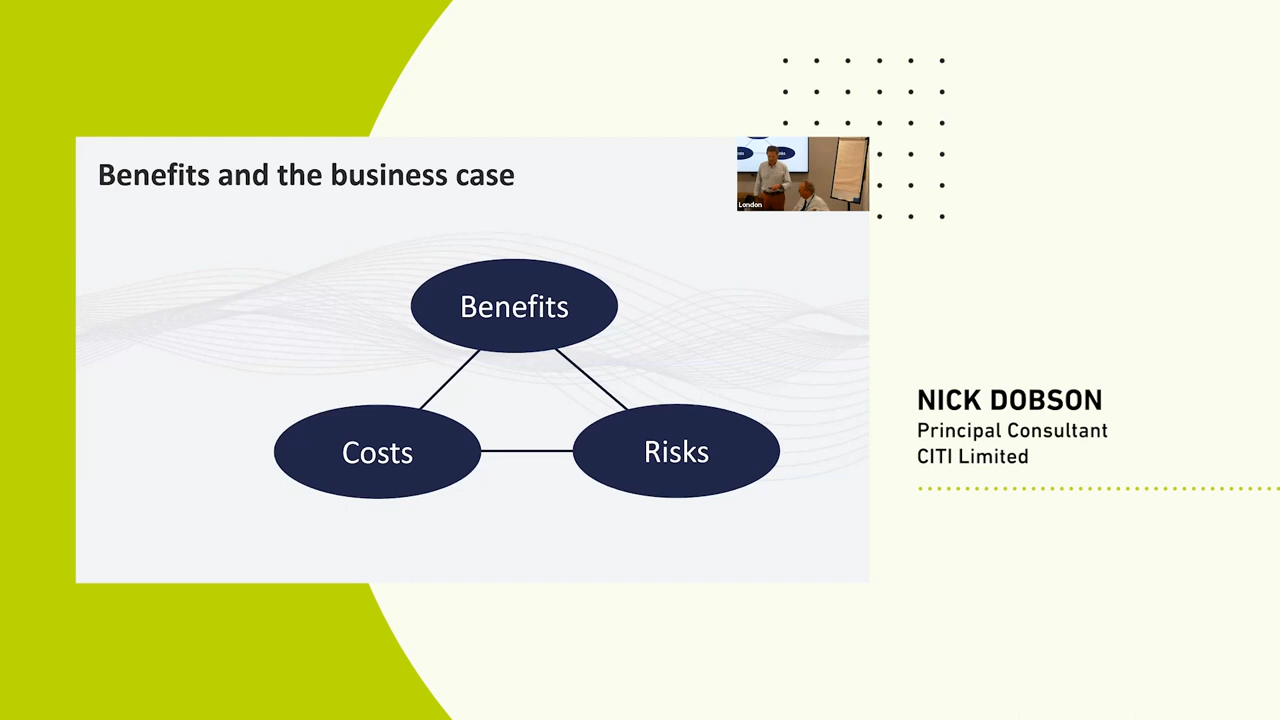 Benefits and the business case
London
Benefits
Costs
Risks
NICK DOBSON
Principal Consultant
CITI Limited